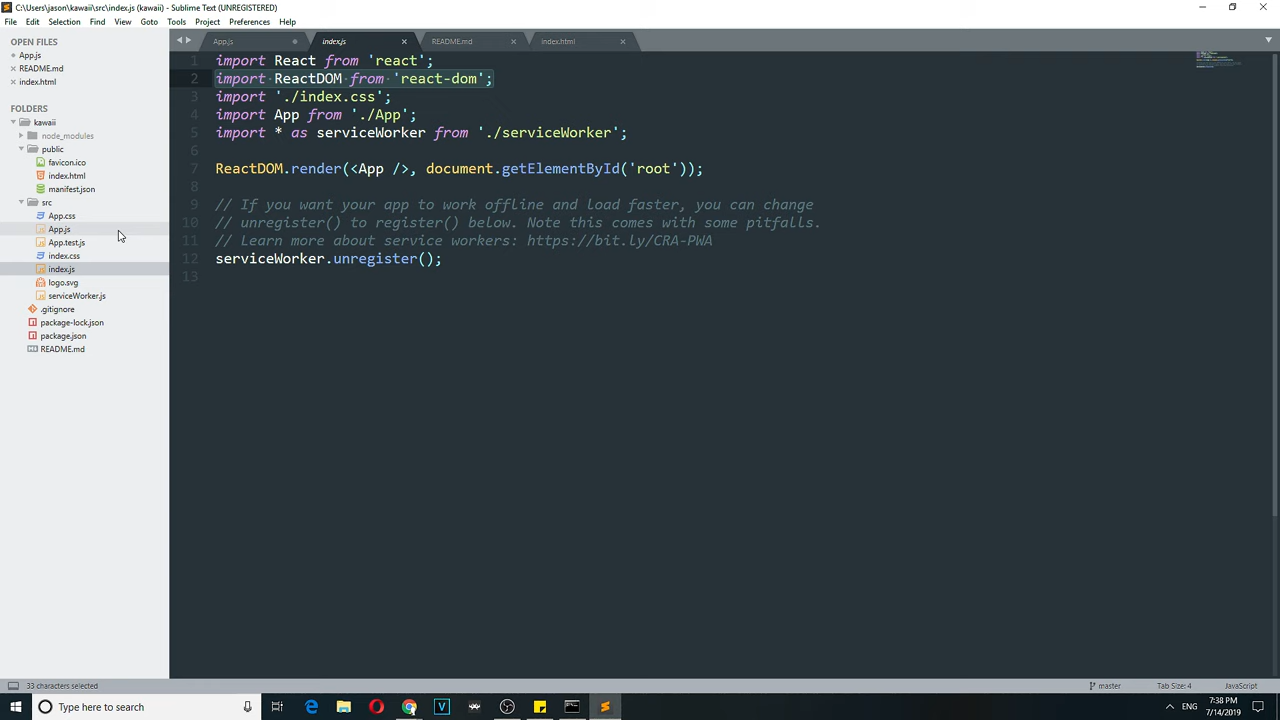 C:\Users\jason\kawaii\src\index.js (kawaii) - Sublime Text (UNREGISTERED)
File Edit Selection Find View Goto Tools Project Preferences Help
OPEN FILES
App.js
README.md
index.html
FOLDERS
kawaii
node_modules
public
favicon.ico
index.html
manifest.json
src
App.css
App.js
App.test.js
index.css
index.js
logo.svg
serviceWorker.js
.gitignore
package-lock.json
package.json
README.md
App.js index.js README.md index.html
1 import React from 'react';
2 import ReactDOM from 'react-dom';
3 import './index.css';
4 import App from './App';
5 import * as serviceWorker from './serviceWorker';
6
7 ReactDOM.render(<App />, document.getElementById('root'));
8
9 // If you want your app to work offline and load faster, you can change
10 // unregister() to register() below. Note this comes with some pitfalls.
11 // Learn more about service workers: https://bit.ly/CRA-PWA
12 serviceWorker.unregister();
13
33 characters selected master Tab Size: 4 JavaScript
Type here to search ENG 7:38 PM
7/14/2019